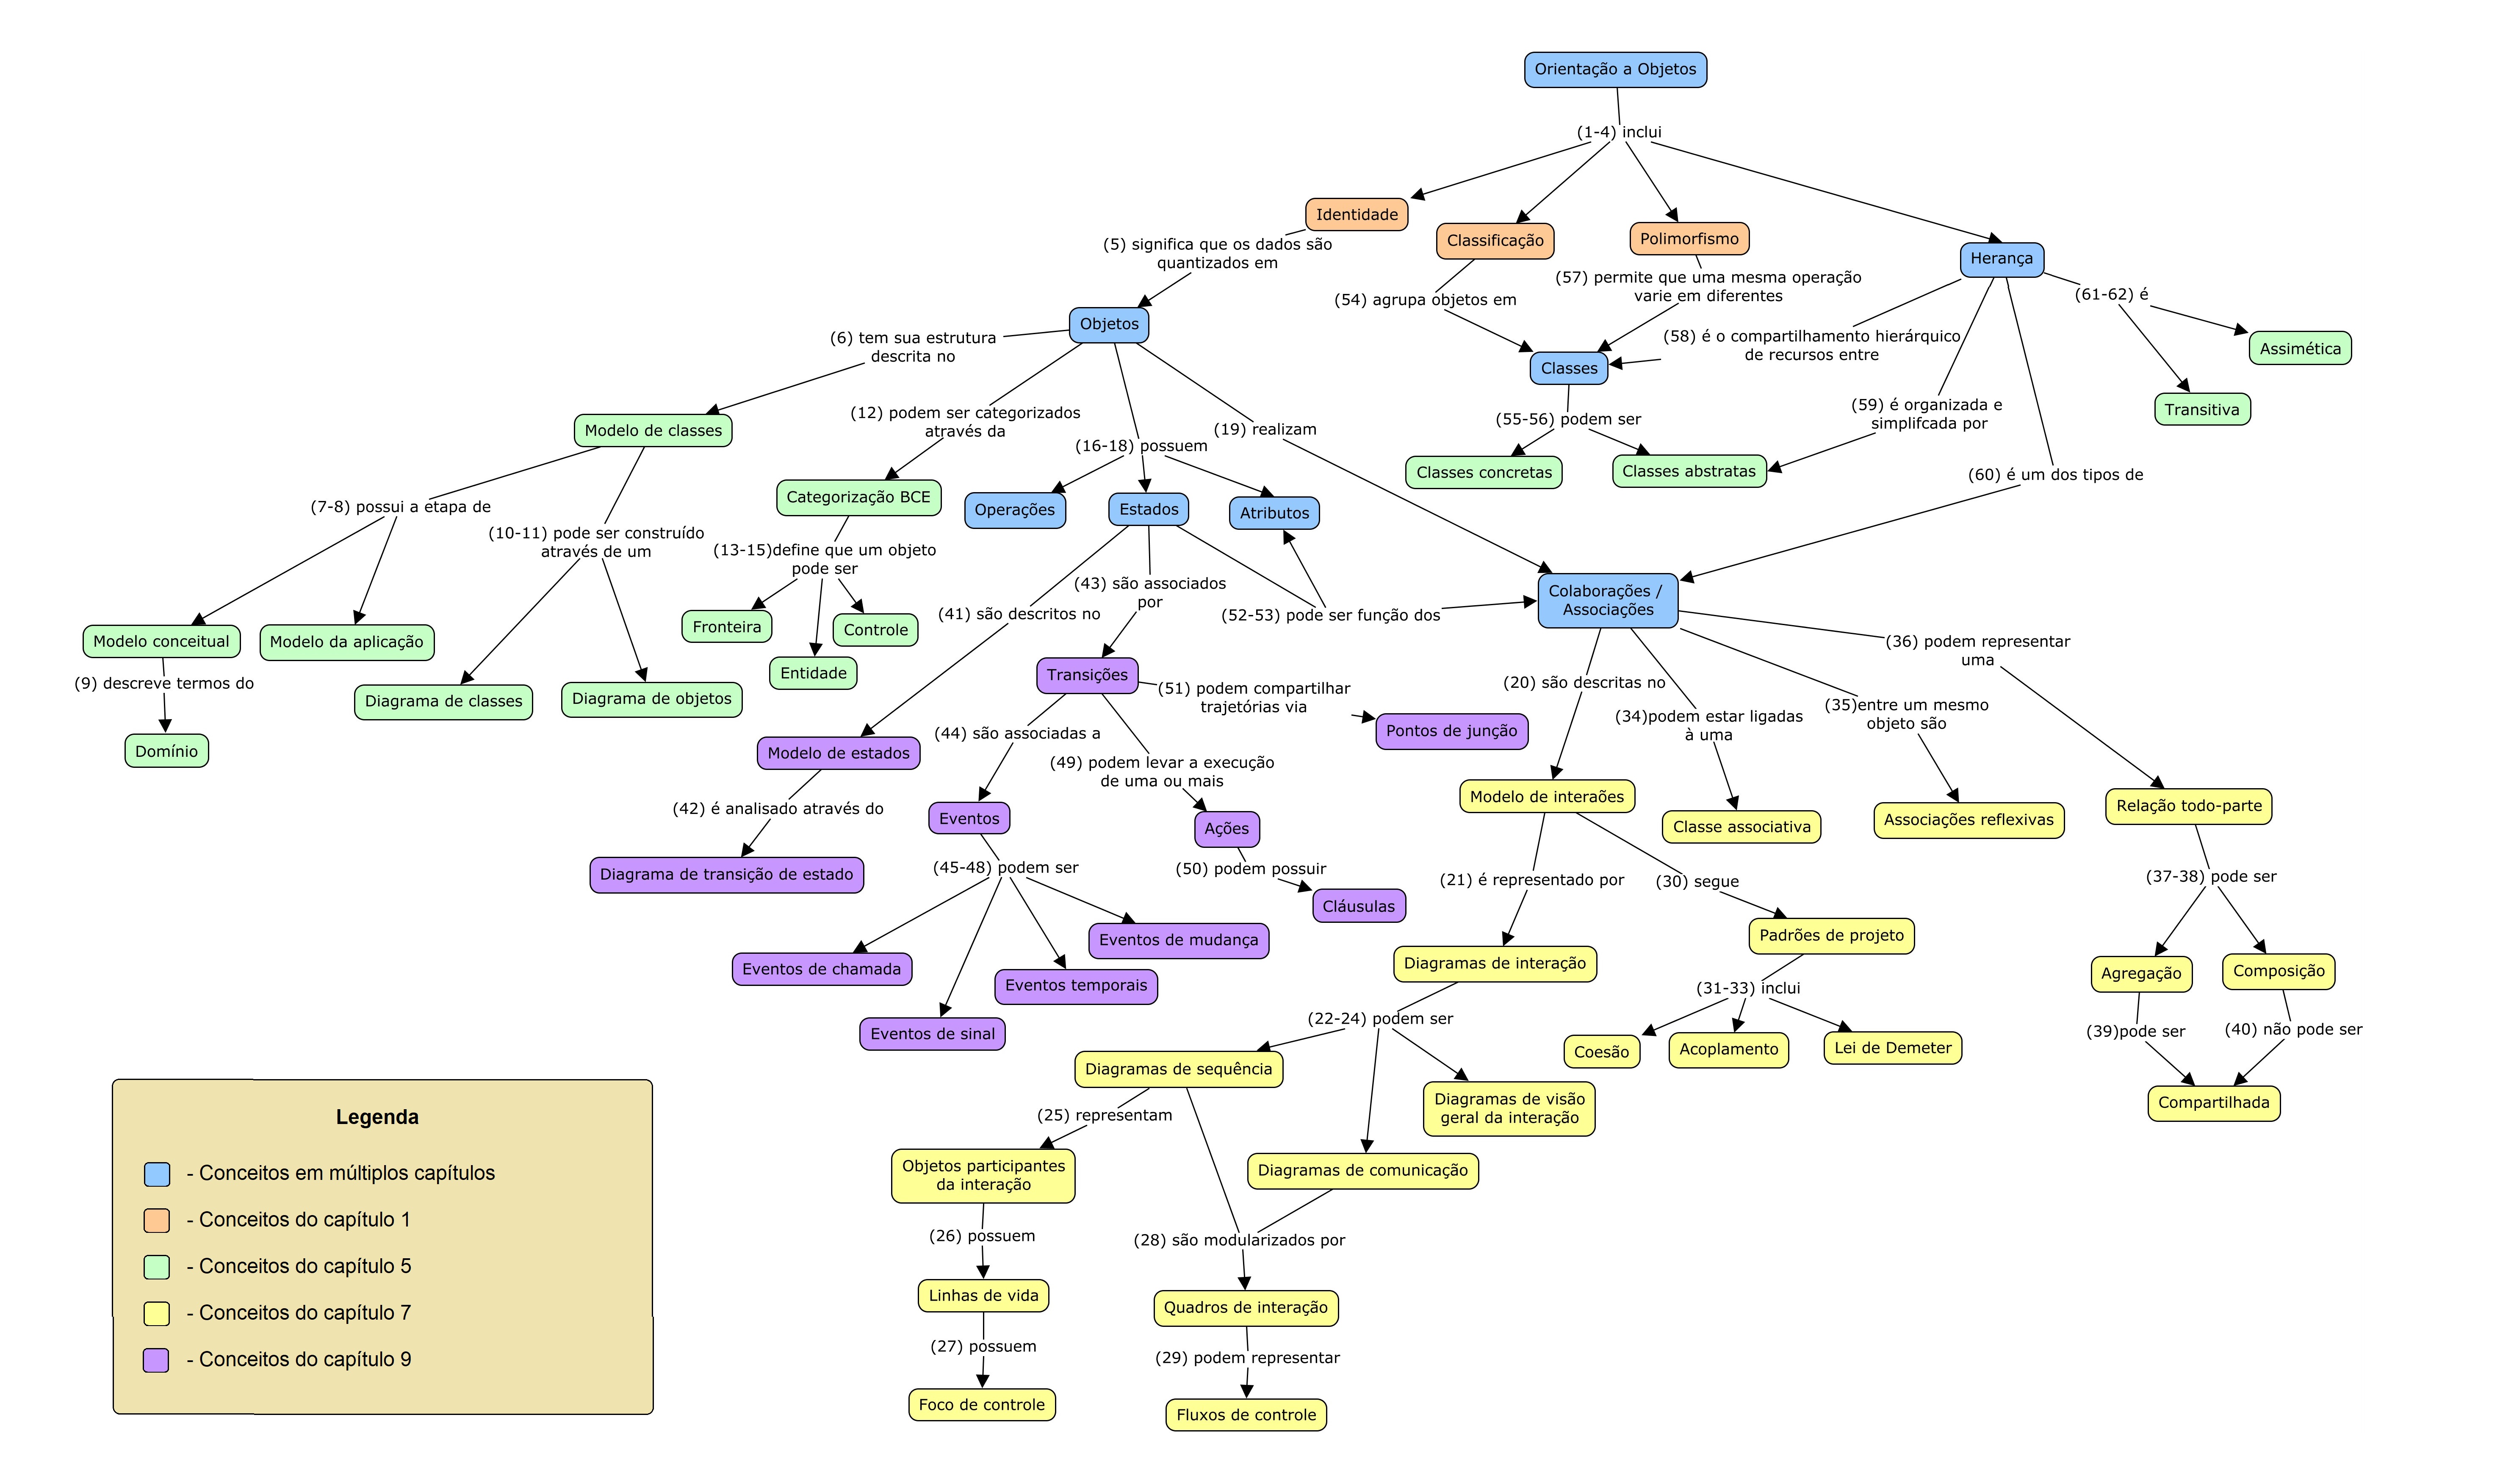 Orientação a Objetos
(1-4) inclui
Identidade
Classificação
Polimorfismo
Herança
(5) significa que os dados são
quantizados em
(54) agrupa objetos em
(57) permite que uma mesma operação
varie em diferentes
(61-62) é
Objetos
(6) tem sua estrutura
descrita no
(58) é o compartilhamento hierárquico
de recursos entre
Assimética
Classes
Transitiva
(12) podem ser categorizados
através da
(59) é organizada e
simplifcada por
Modelo de classes
(16-18) possuem
(19) realizam
(55-56) podem ser
Classes concretas
Classes abstratas
(60) é um dos tipos de
Categorização BCE
Operações
Estados
Atributos
(7-8) possui a etapa de
(10-11) pode ser construído
através de um
(13-15)define que um objeto
pode ser
(43) são associados
por
Colaborações /
Associações
(41) são descritos no
(52-53) pode ser função dos
Fronteira
Controle
Entidade
Modelo conceitual
Modelo da aplicação
(36) podem representar
uma
(9) descreve termos do
Diagrama de classes
Diagrama de objetos
Transições
(51) podem compartilhar
trajetórias via
(20) são descritas no
(34)podem estar ligadas
à uma
(35)entre um mesmo
objeto são
Domínio
Modelo de estados
(44) são associadas a
Pontos de junção
(49) podem levar a execução
de uma ou mais
Modelo de interaões
Classe associativa
Associações reflexivas
Relação todo-parte
(42) é analisado através do
Eventos
Ações
Diagrama de transição de estado
(45-48) podem ser
(50) podem possuir
(21) é representado por
(30) segue
(37-38) pode ser
Cláusulas
Eventos de mudança
Padrões de projeto
Eventos de chamada
Eventos temporais
Diagramas de interação
Agregação
Composição
(31-33) inclui
Eventos de sinal
(22-24) podem ser
(39)pode ser
(40) não pode ser
Coesão
Acoplamento
Lei de Demeter
Diagramas de sequência
Diagramas de visão
geral da interação
Compartilhada
(25) representam
Objetos participantes
da interação
Diagramas de comunicação
(26) possuem
(28) são modularizados por
Linhas de vida
Quadros de interação
(27) possuem
(29) podem representar
Foco de controle
Fluxos de controle
Legenda
- Conceitos em múltiplos capítulos
- Conceitos do capítulo 1
- Conceitos do capítulo 5
- Conceitos do capítulo 7
- Conceitos do capítulo 9